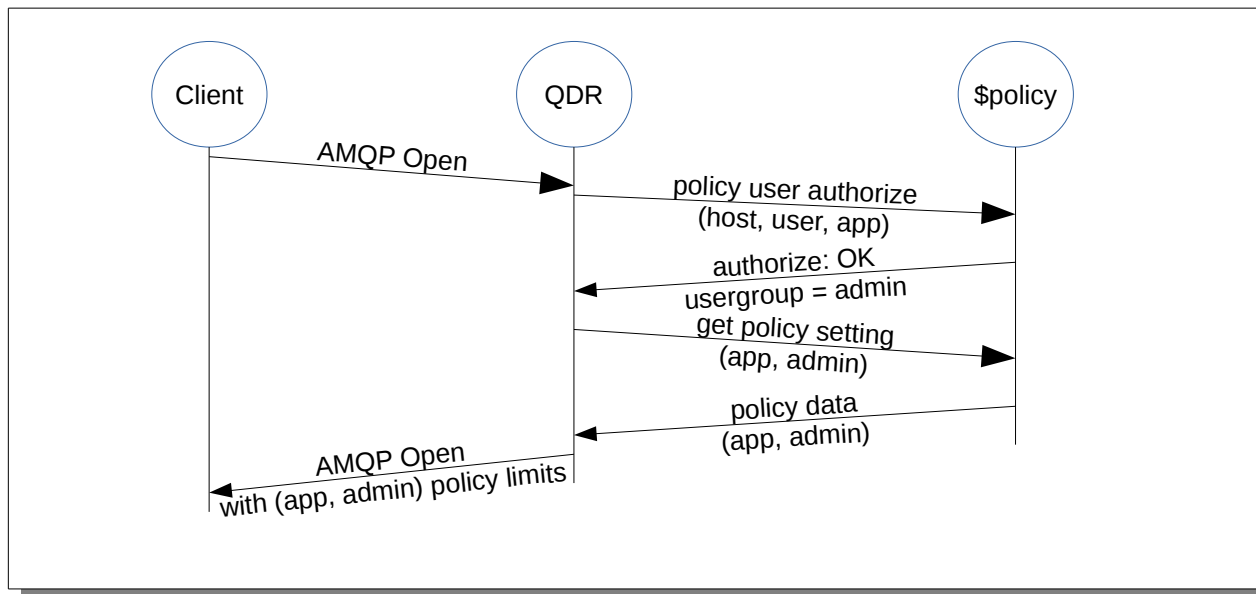 Client
QDR
$policy
AMQP Open
policy user authorize
(host, user, app)
authorize: OK
usergroup = admin
get policy setting
(app, admin)
policy data
(app, admin)
AMQP Open
with (app, admin) policy limits